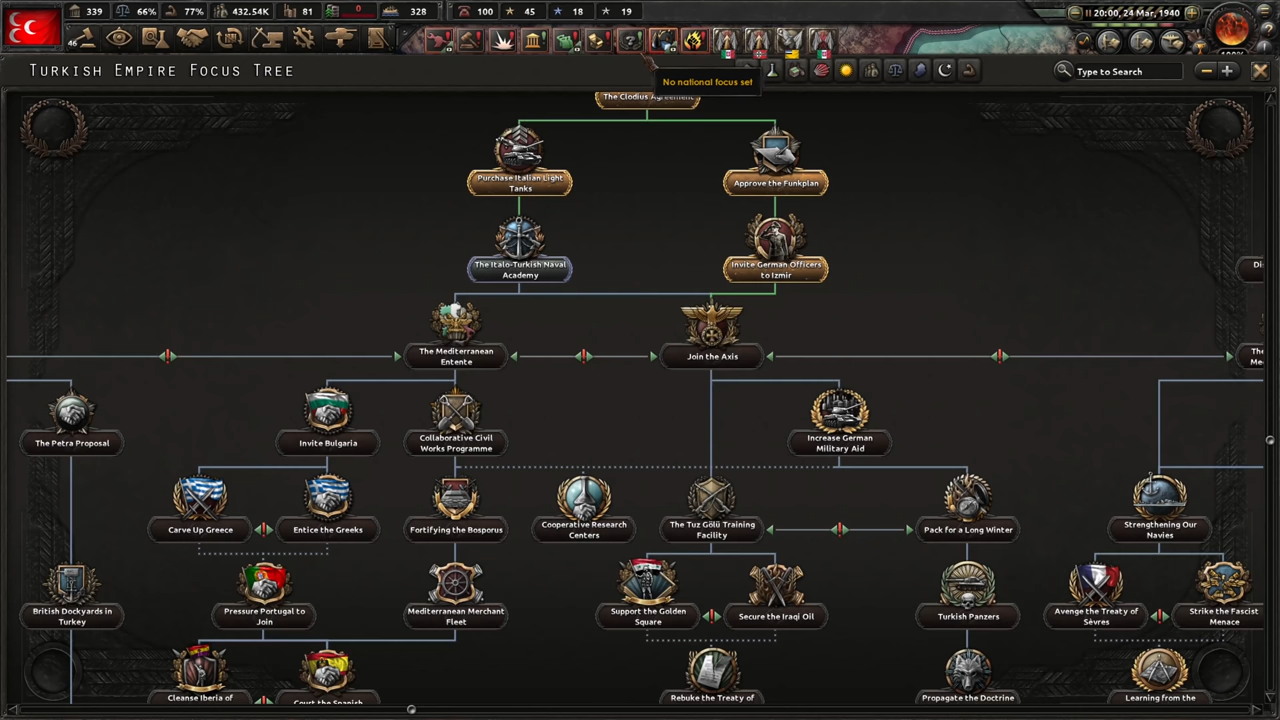 339
66%
77%
432.54K
81
0
328
100
45
18
19
20:00, 24 Mar, 1940
46
100%
Turkish Empire Focus Tree
No national focus set
Type to Search
The Clodius Agreement
Purchase Italian Light
Tanks
Approve the Funkplan
The Italo-Turkish Naval
Academy
Invite German Officers
to Izmir
The Mediterranean
Entente
Join the Axis
The Petra Proposal
Invite Bulgaria
Collaborative Civil
Works Programme
Increase German
Military Aid
Carve Up Greece
Entice the Greeks
Fortifying the Bosporus
Cooperative Research
Centers
The Tuz Gölü Training
Facility
Pack for a Long Winter
Strengthening Our
Navies
British Dockyards in
Turkey
Pressure Portugal to
Join
Mediterranean Merchant
Fleet
Support the Golden
Square
Secure the Iraqi Oil
Turkish Panzers
Avenge the Treaty of
Sèvres
Strike the Fascist
Menace
Cleanse Iberia of
Court the Spanish
Rebuke the Treaty of
Propagate the Doctrine
Learning from the